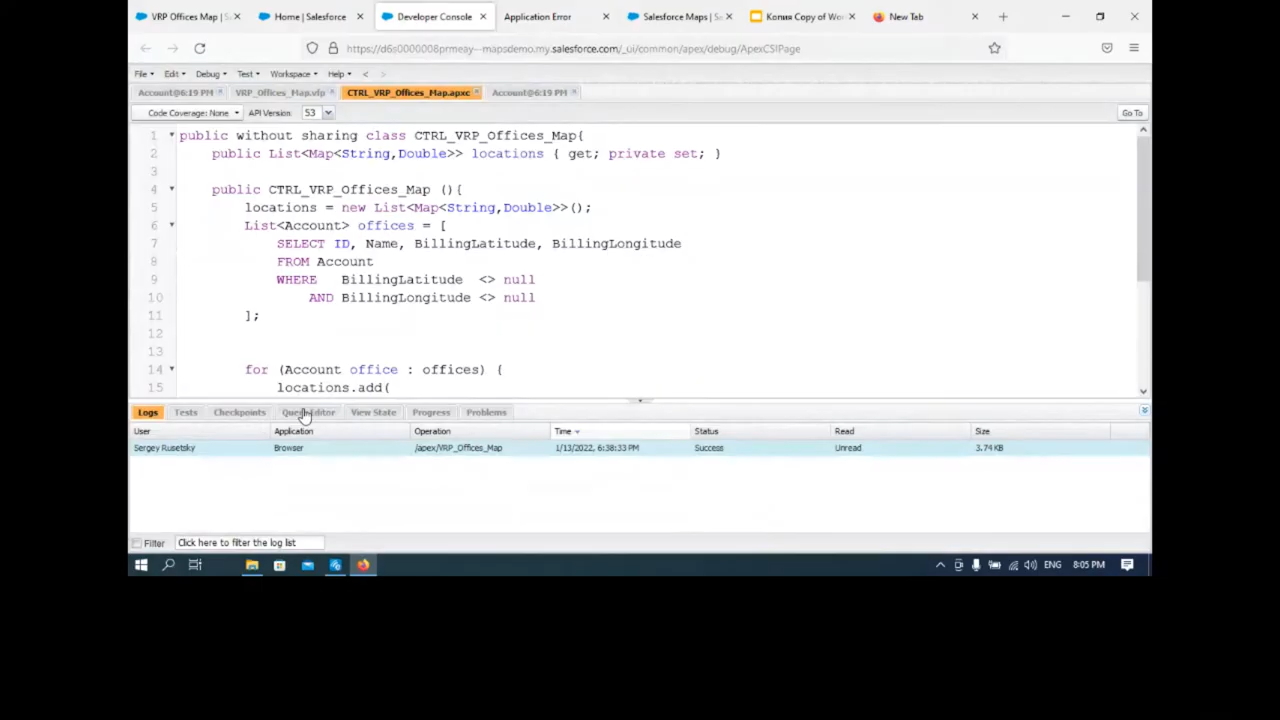 VRP Offices Map | S
Home | Salesforce
Developer Console
Application Error
Salesforce Maps | S
Копия Copy of Wo
New Tab
https://d6s0000008prmeay--mapsdemo.my.salesforce.com/_ui/common/apex/debug/ApexCSIPage
File Edit Debug Test Workspace Help < >
Account@6:19 PM VRP_Offices_Map.vfp CTRL_VRP_Offices_Map.apxc Account@6:19 PM
Code Coverage: None API Version: 53 Go To
1 public without sharing class CTRL_VRP_Offices_Map{
2 public List<Map<String,Double>> locations { get; private set; }
3
4 public CTRL_VRP_Offices_Map (){
5 locations = new List<Map<String,Double>>();
6 List<Account> offices = [
7 SELECT ID, Name, BillingLatitude, BillingLongitude
8 FROM Account
9 WHERE BillingLatitude <> null
10 AND BillingLongitude <> null
11 ];
12
13
14 for (Account office : offices) {
15 locations.add(
Logs Tests Checkpoints Query Editor View State Progress Problems
User Application Operation Time Status Read Size
Sergey Rusetsky Browser /apex/VRP_Offices_Map 1/13/2022, 6:38:33 PM Success Unread 3.74 KB
Filter Click here to filter the log list
ENG 8:05 PM